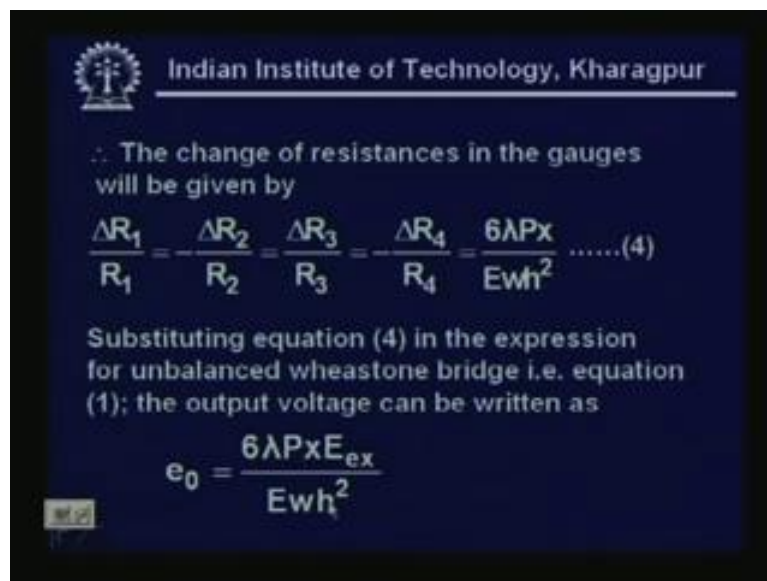 Indian Institute of Technology, Kharagpur
∴ The change of resistances in the gauges
will be given by
ΔR₁/R₁ = −ΔR₂/R₂ = ΔR₃/R₃ = −ΔR₄/R₄ = 6λPx/Ewh² ......(4)
Substituting equation (4) in the expression
for unbalanced wheastone bridge i.e. equation
(1); the output voltage can be written as
e₀ = 6λPxEₑₓ/Ewh²